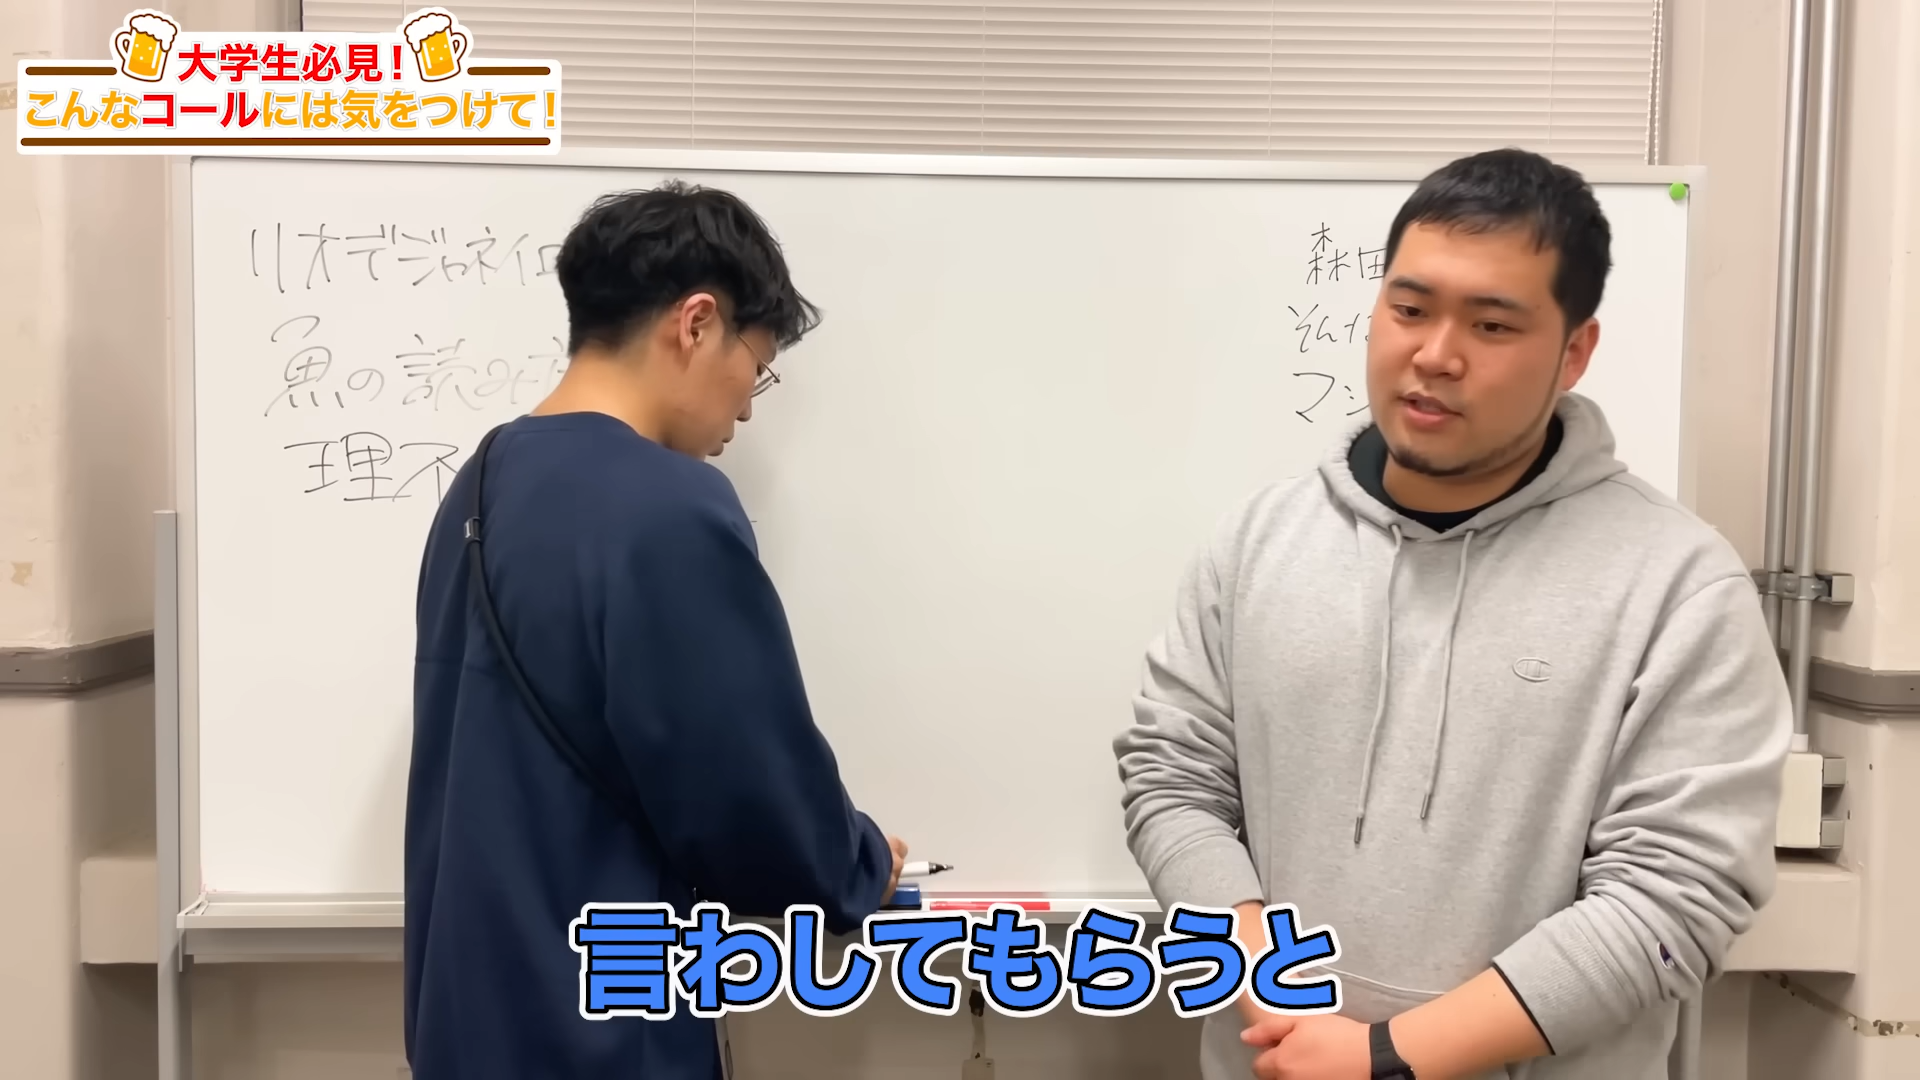 大学生必見！
こんなコールには気をつけて！
リオデジャネイロ
魚の読み
理不
森田
そんな
マジ
言わしてもらうと